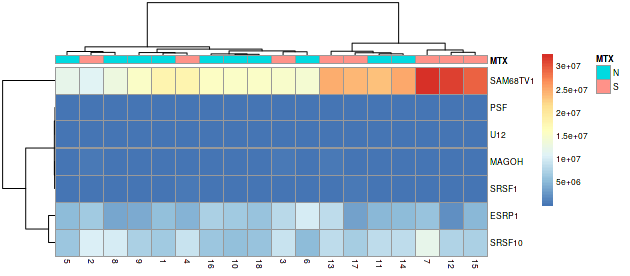 MTX
SAM68TV1
PSF
U12
MAGOH
SRSF1
ESRP1
SRSF10
5 2 8 9 1 4 16 10 18 3 6 13 17 11 14 7 12 15
3e+07
2.5e+07
2e+07
1.5e+07
1e+07
5e+06
MTX
N
S